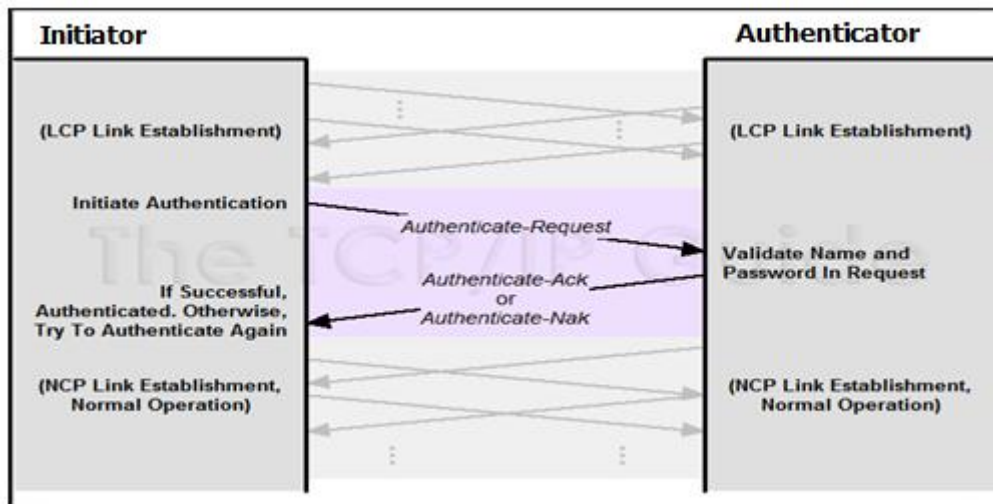 Initiator
Authenticator
(LCP Link Establishment)
(LCP Link Establishment)
Initiate Authentication
Authenticate-Request
The TCP/IP Guide
Validate Name and
Password In Request
Authenticate-Ack
or
Authenticate-Nak
If Successful,
Authenticated. Otherwise,
Try To Authenticate Again
(NCP Link Establishment,
Normal Operation)
(NCP Link Establishment,
Normal Operation)